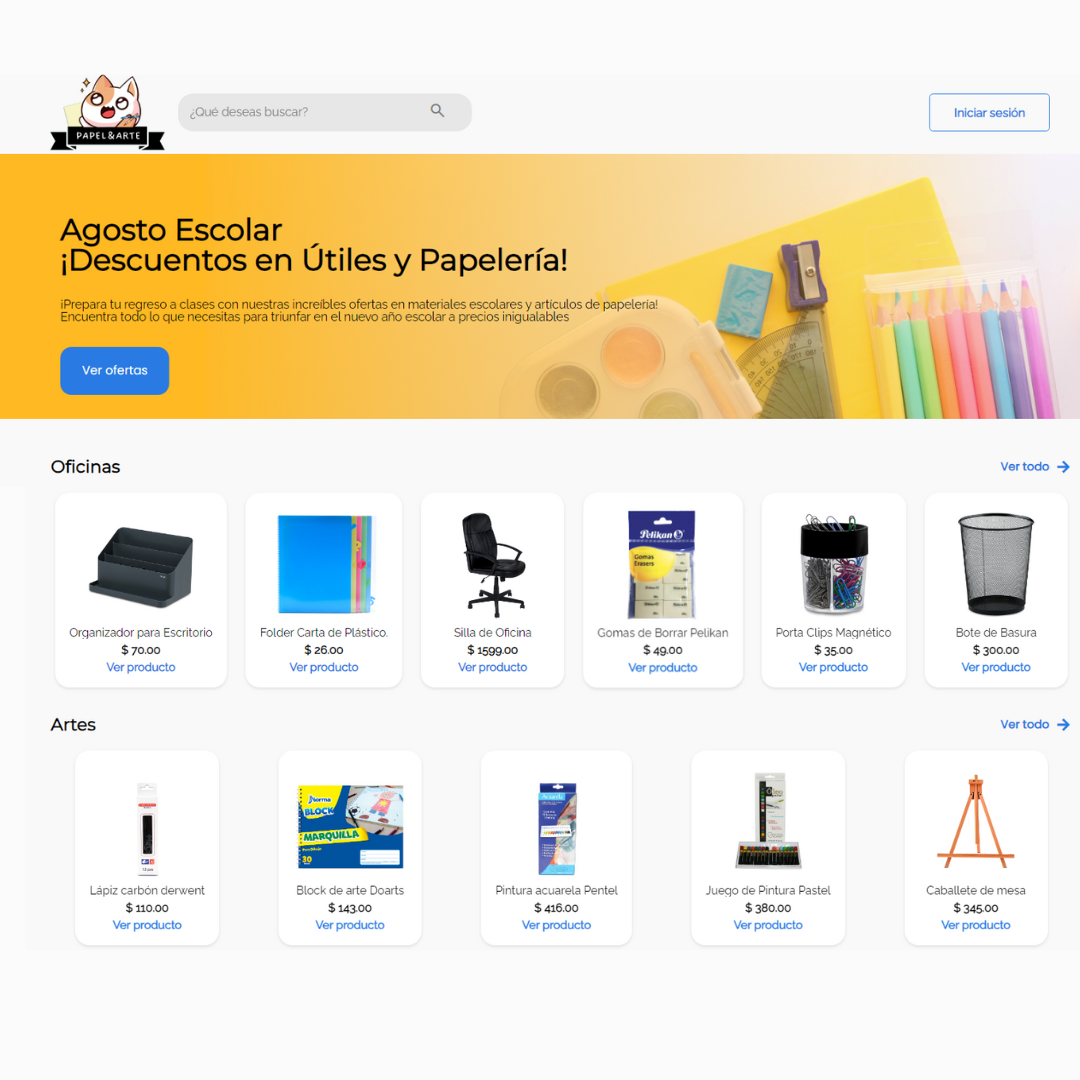 PAPEL&ARTE
¿Qué deseas buscar?
Iniciar sesión
Agosto Escolar
¡Descuentos en Útiles y Papelería!
¡Prepara tu regreso a clases con nuestras increíbles ofertas en materiales escolares y artículos de papelería!
Encuentra todo lo que necesitas para triunfar en el nuevo año escolar a precios inigualables
Ver ofertas
Oficinas
Ver todo
Pelikan
Gomas
Erasers
Organizador para Escritorio
$ 70.00
Ver producto
Folder Carta de Plástico.
$ 26.00
Ver producto
Silla de Oficina
$ 1599.00
Ver producto
Gomas de Borrar Pelikan
$ 49.00
Ver producto
Porta Clips Magnético
$ 35.00
Ver producto
Bote de Basura
$ 300.00
Ver producto
Artes
Ver todo
Norma
BLOCK
MARQUILLA
30
Lápiz carbón derwent
$ 110.00
Ver producto
Block de arte Doarts
$ 143.00
Ver producto
Pintura acuarela Pentel
$ 416.00
Ver producto
Juego de Pintura Pastel
$ 380.00
Ver producto
Caballete de mesa
$ 345.00
Ver producto